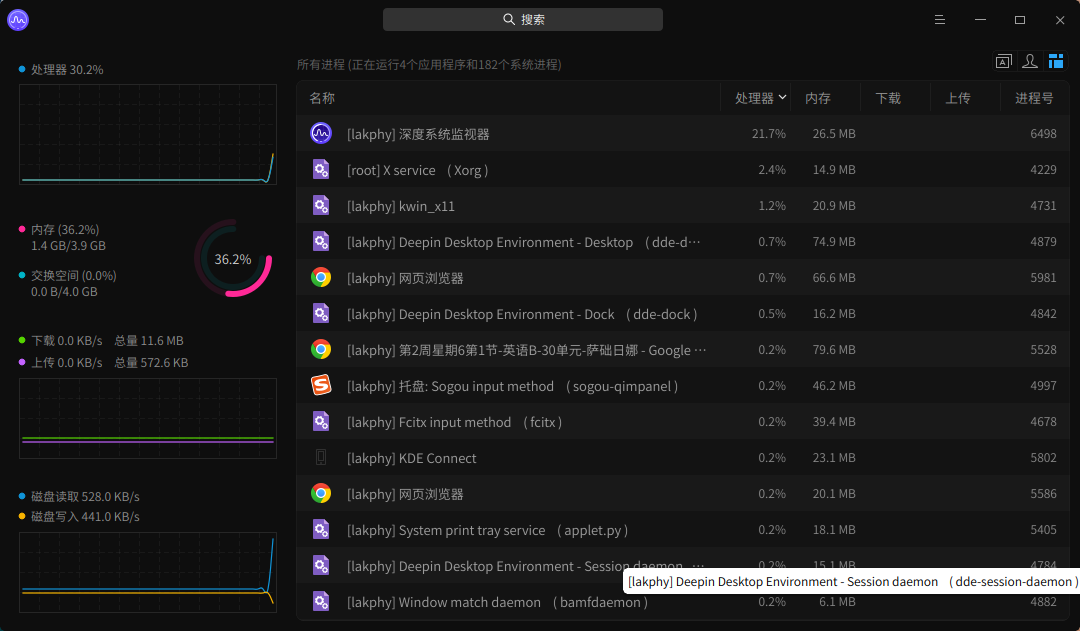 搜索
处理器 30.2%
内存 (36.2%)
1.4 GB/3.9 GB
交换空间 (0.0%)
0.0 B/4.0 GB
36.2%
下载 0.0 KB/s 总量 11.6 MB
上传 0.0 KB/s 总量 572.6 KB
磁盘读取 528.0 KB/s
磁盘写入 441.0 KB/s
所有进程 (正在运行4个应用程序和182个系统进程)
A
名称 处理器 内存 下载 上传 进程号
[lakphy] 深度系统监视器 21.7% 26.5 MB 6498
[root] X service ( Xorg ) 2.4% 14.9 MB 4229
[lakphy] kwin_x11 1.2% 20.9 MB 4731
[lakphy] Deepin Desktop Environment - Desktop ( dde-d… 0.7% 74.9 MB 4879
[lakphy] 网页浏览器 0.7% 66.6 MB 5981
[lakphy] Deepin Desktop Environment - Dock ( dde-dock ) 0.5% 16.2 MB 4842
[lakphy] 第2周星期6第1节-英语B-30单元-萨础日娜 - Google … 0.2% 79.6 MB 5528
[lakphy] 托盘: Sogou input method ( sogou-qimpanel ) 0.2% 46.2 MB 4997
[lakphy] Fcitx input method ( fcitx ) 0.2% 39.4 MB 4678
[lakphy] KDE Connect 0.2% 23.1 MB 5802
[lakphy] 网页浏览器 0.2% 20.1 MB 5586
[lakphy] System print tray service ( applet.py ) 0.2% 18.1 MB 5405
[lakphy] Deepin Desktop Environment - Session daemon … 0.2% 15.1 MB 4784
[lakphy] Deepin Desktop Environment - Session daemon ( dde-session-daemon )
[lakphy] Window match daemon ( bamfdaemon ) 0.2% 6.1 MB 4882